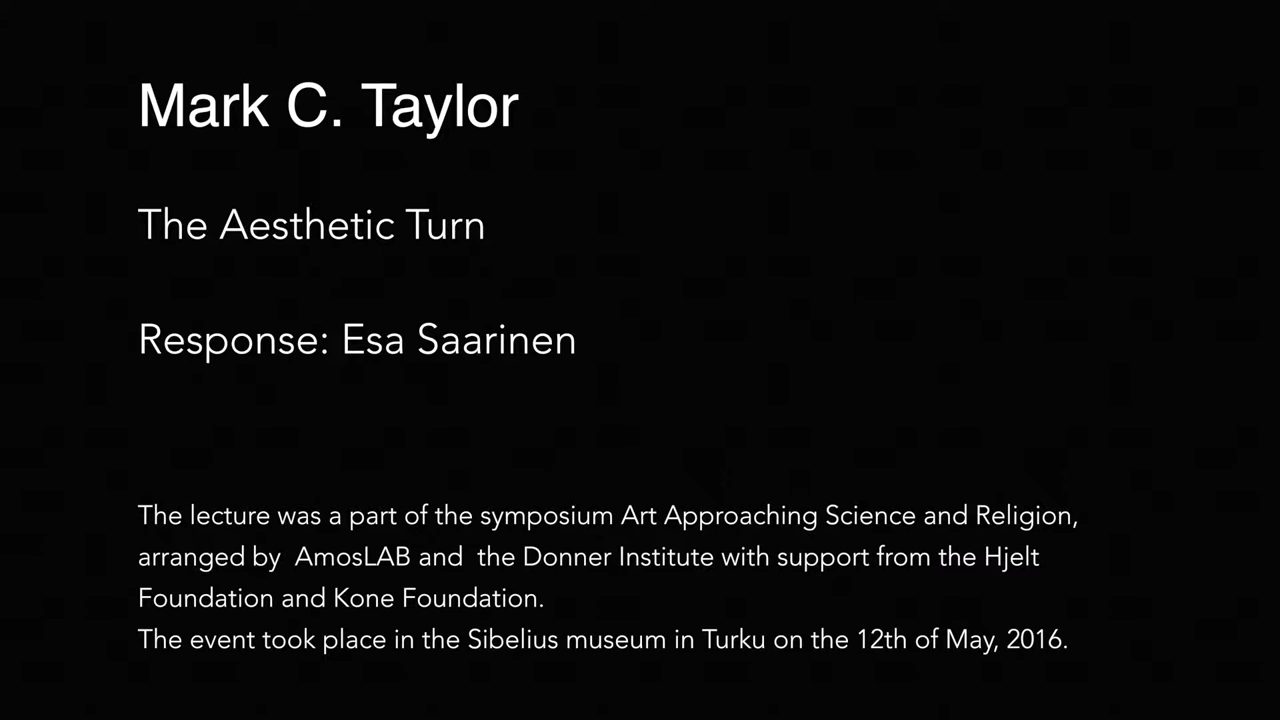 Mark C. Taylor
The Aesthetic Turn
Response: Esa Saarinen
The lecture was a part of the symposium Art Approaching Science and Religion,
arranged by  AmosLAB and  the Donner Institute with support from the Hjelt
Foundation and Kone Foundation.
The event took place in the Sibelius museum in Turku on the 12th of May, 2016.